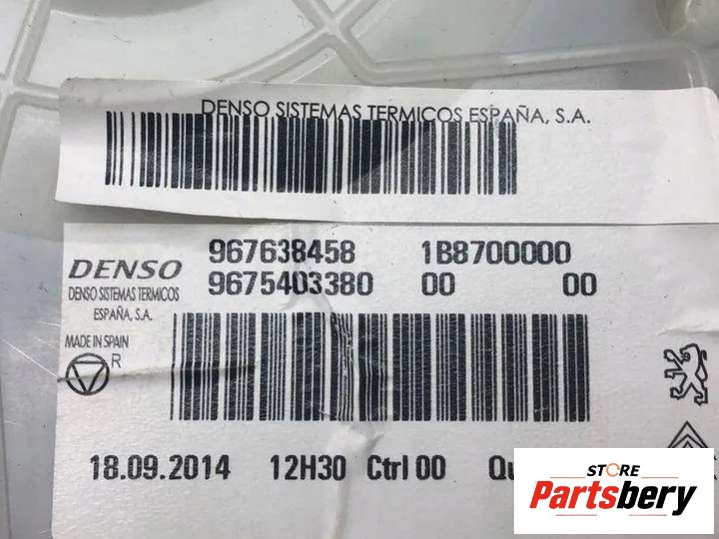 DENSO SISTEMAS TERMICOS ESPAÑA, S.A.
967638458 1B8700000
DENSO 9675403380 00 00
DENSO SISTEMAS TERMICOS
ESPAÑA, S.A.
MADE IN SPAIN
R
18.09.2014 12H30 Ctrl 00
STORE
Partsbery